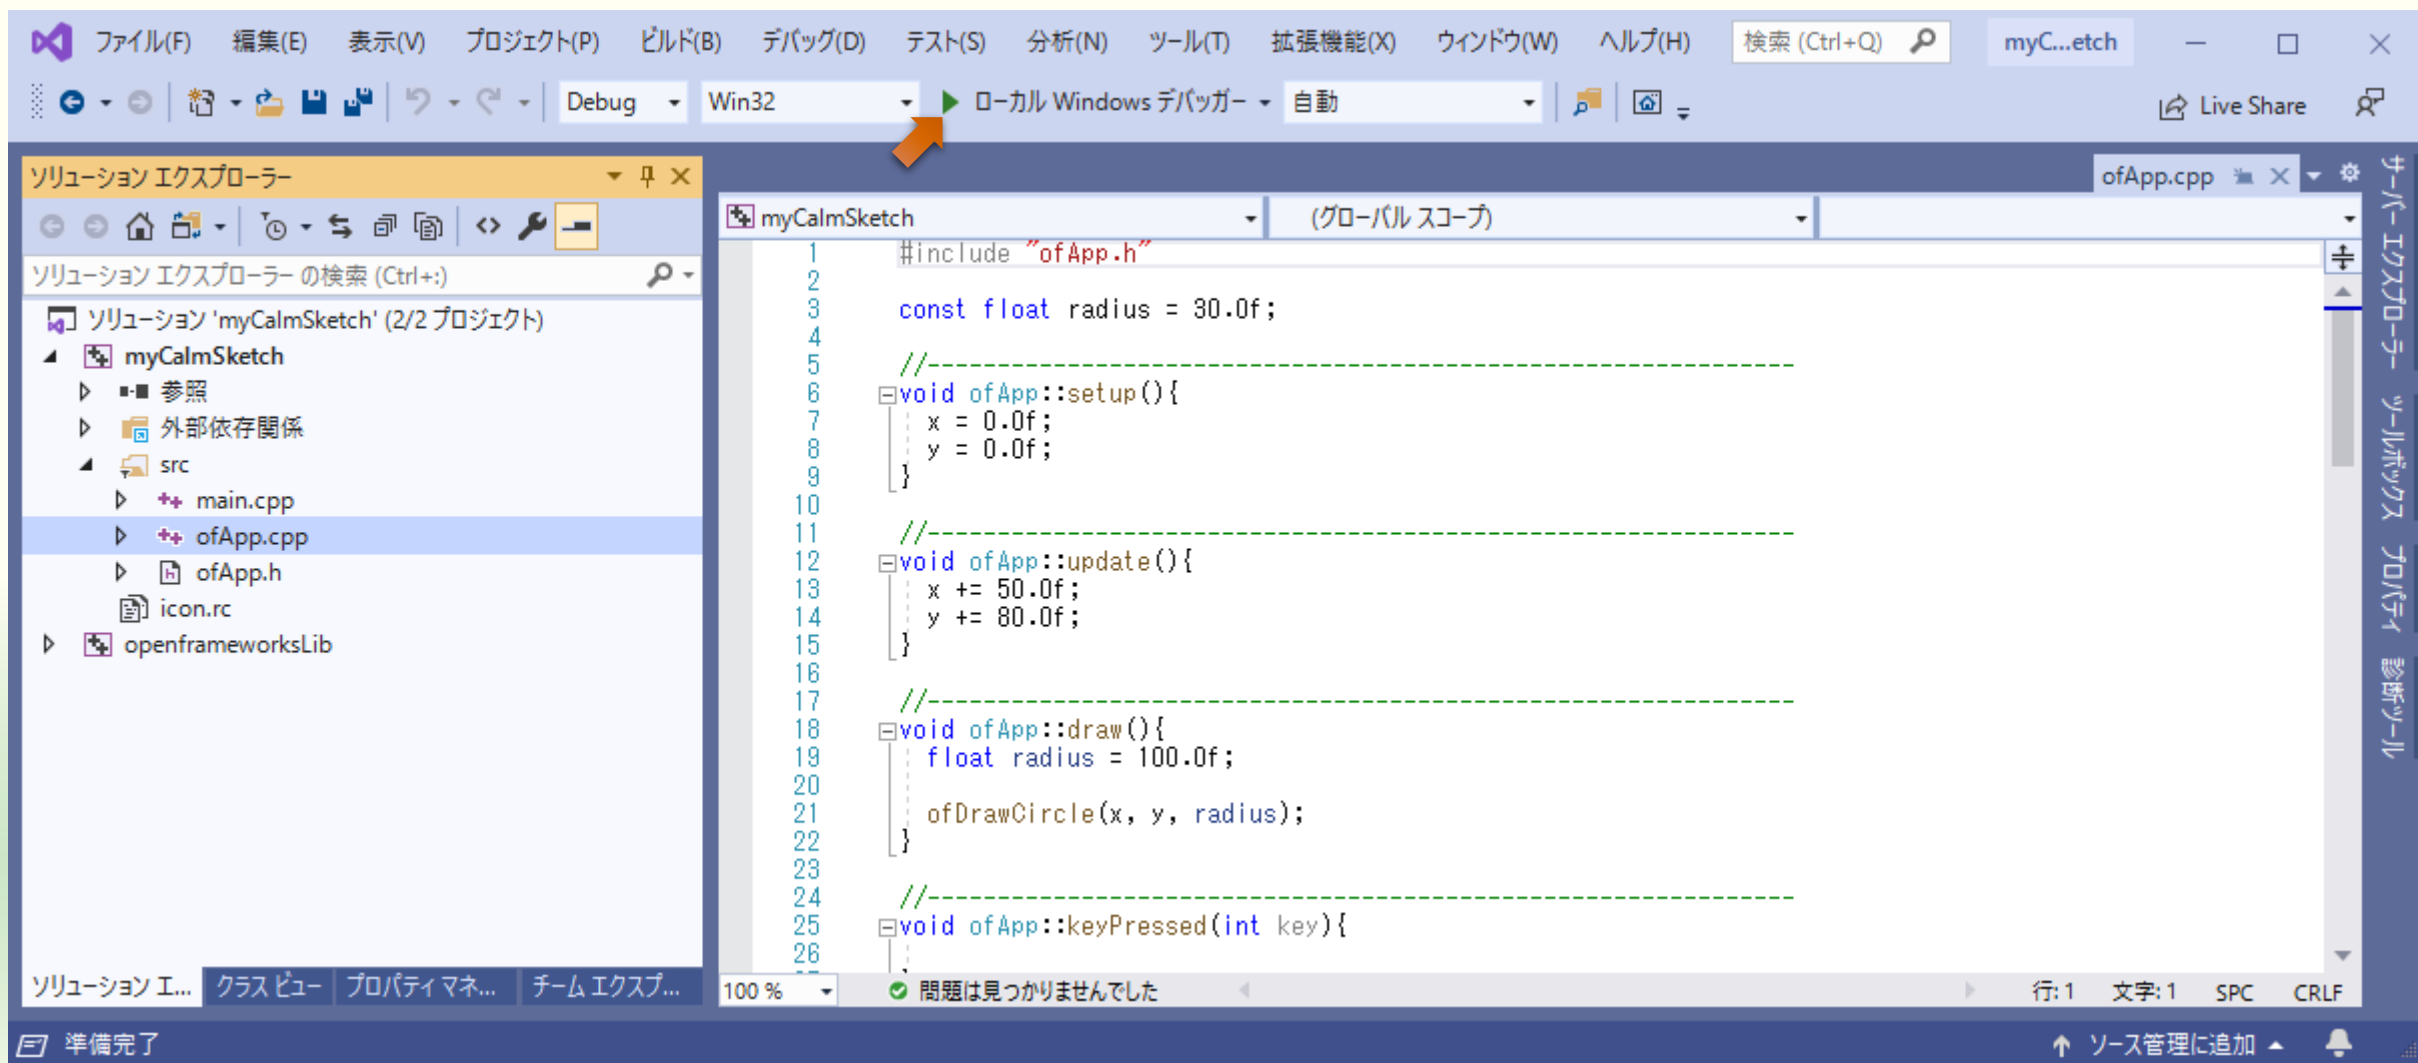 ファイル(F) 編集(E) 表示(V) プロジェクト(P) ビルド(B) デバッグ(D) テスト(S) 分析(N) ツール(T) 拡張機能(X) ウィンドウ(W) ヘルプ(H) 検索 (Ctrl+Q) myC...etch
Debug Win32 ローカル Windows デバッガー 自動 Live Share
ソリューション エクスプローラー
ソリューション エクスプローラー の検索 (Ctrl+:)
ソリューション 'myCalmSketch' (2/2 プロジェクト)
myCalmSketch
参照
外部依存関係
src
main.cpp
ofApp.cpp
ofApp.h
icon.rc
openframeworksLib
ソリューション エ... クラス ビュー プロパティ マネ... チーム エクスプ...
ofApp.cpp
myCalmSketch (グローバル スコープ)
1 #include "ofApp.h"
2
3 const float radius = 30.0f;
4
5 //--------------------------------------------------------------
6 void ofApp::setup(){
7 x = 0.0f;
8 y = 0.0f;
9 }
10
11 //--------------------------------------------------------------
12 void ofApp::update(){
13 x += 50.0f;
14 y += 80.0f;
15 }
16
17 //--------------------------------------------------------------
18 void ofApp::draw(){
19 float radius = 100.0f;
20
21 ofDrawCircle(x, y, radius);
22 }
23
24 //--------------------------------------------------------------
25 void ofApp::keyPressed(int key){
26
100 % 問題は見つかりませんでした 行: 1 文字: 1 SPC CRLF
サーバー エクスプローラー
ツールボックス
プロパティ
診断ツール
準備完了 ソース管理に追加